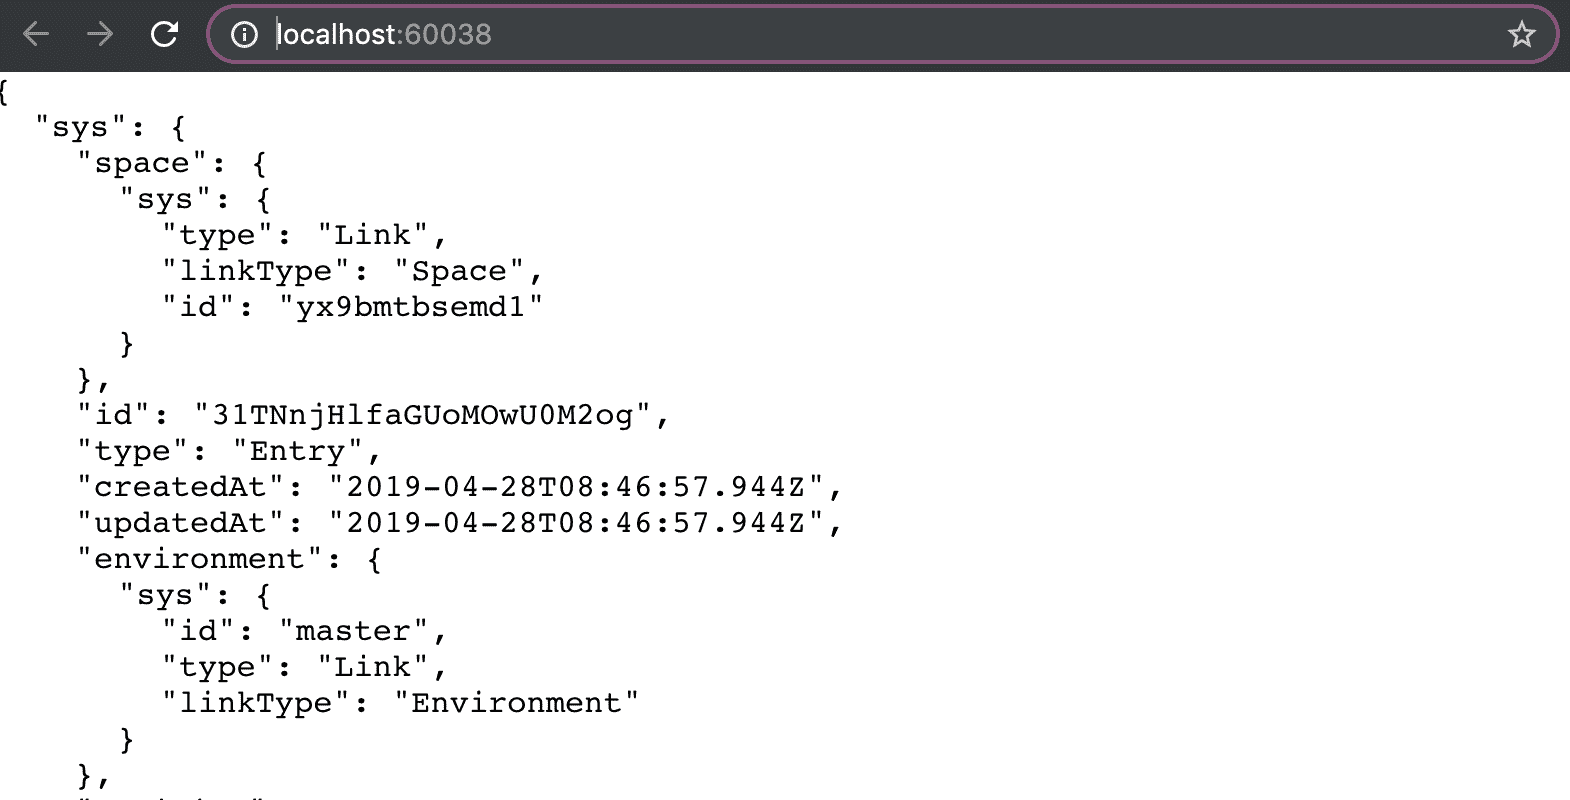 localhost:60038
{
  "sys": {
    "space": {
      "sys": {
        "type": "Link",
        "linkType": "Space",
        "id": "yx9bmtbsemd1"
      }
    },
    "id": "31TNnjHlfaGUoMOwU0M2og",
    "type": "Entry",
    "createdAt": "2019-04-28T08:46:57.944Z",
    "updatedAt": "2019-04-28T08:46:57.944Z",
    "environment": {
      "sys": {
        "id": "master",
        "type": "Link",
        "linkType": "Environment"
      }
    },